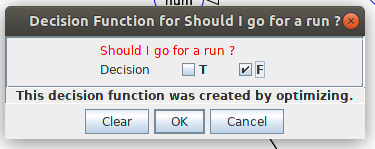 num
Decision Function for Should I go for a run ?
Should I go for a run ?
Decision T F
This decision function was created by optimizing.
Clear OK Cancel